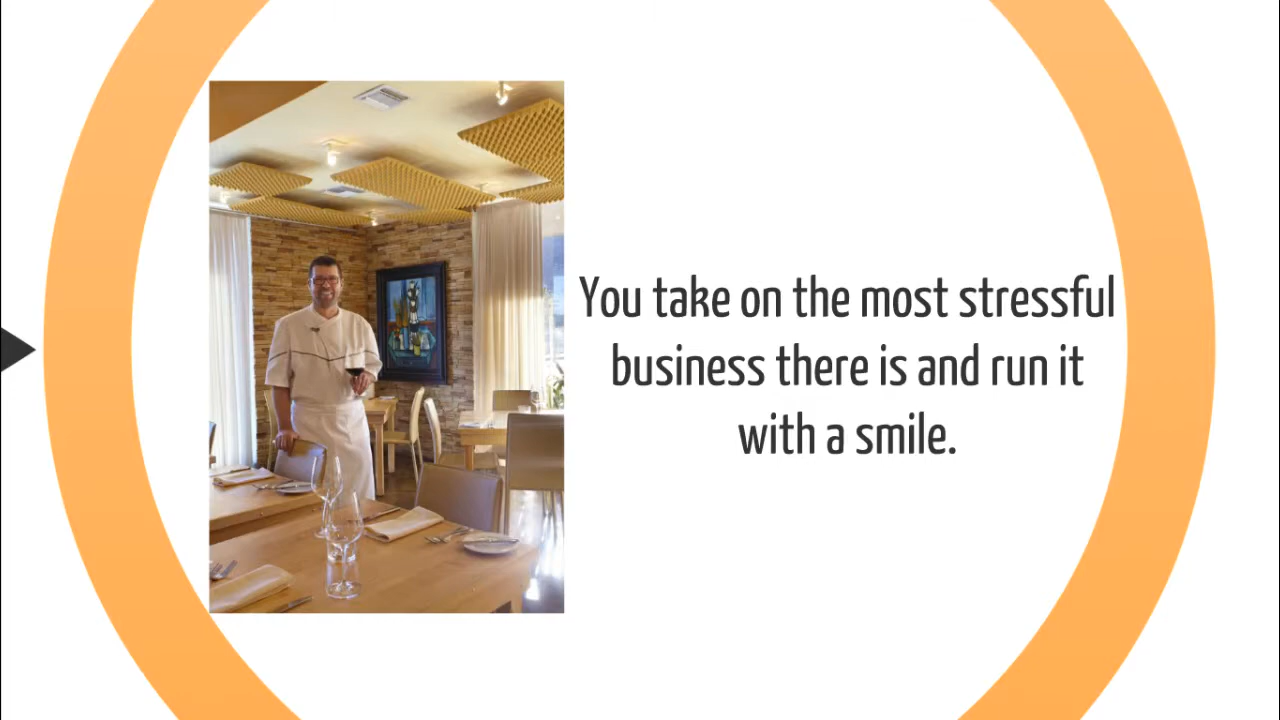 You take on the most stressful
business there is and run it
with a smile.